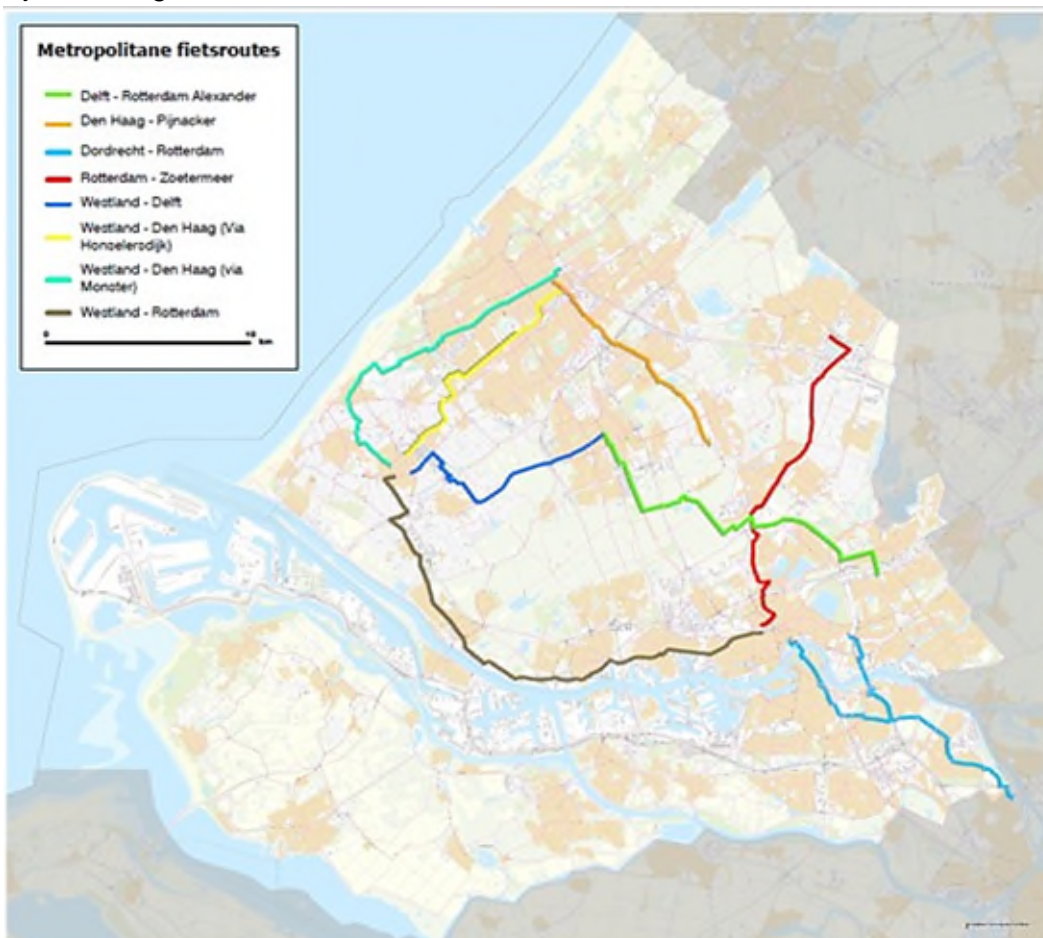 Metropolitane fietsroutes
Delft - Rotterdam Alexander
Den Haag - Pijnacker
Dordrecht - Rotterdam
Rotterdam - Zoetermeer
Westland - Delft
Westland - Den Haag (Via
Honselersdijk)
Westland - Den Haag (via
Monster)
Westland - Rotterdam
0 10
km